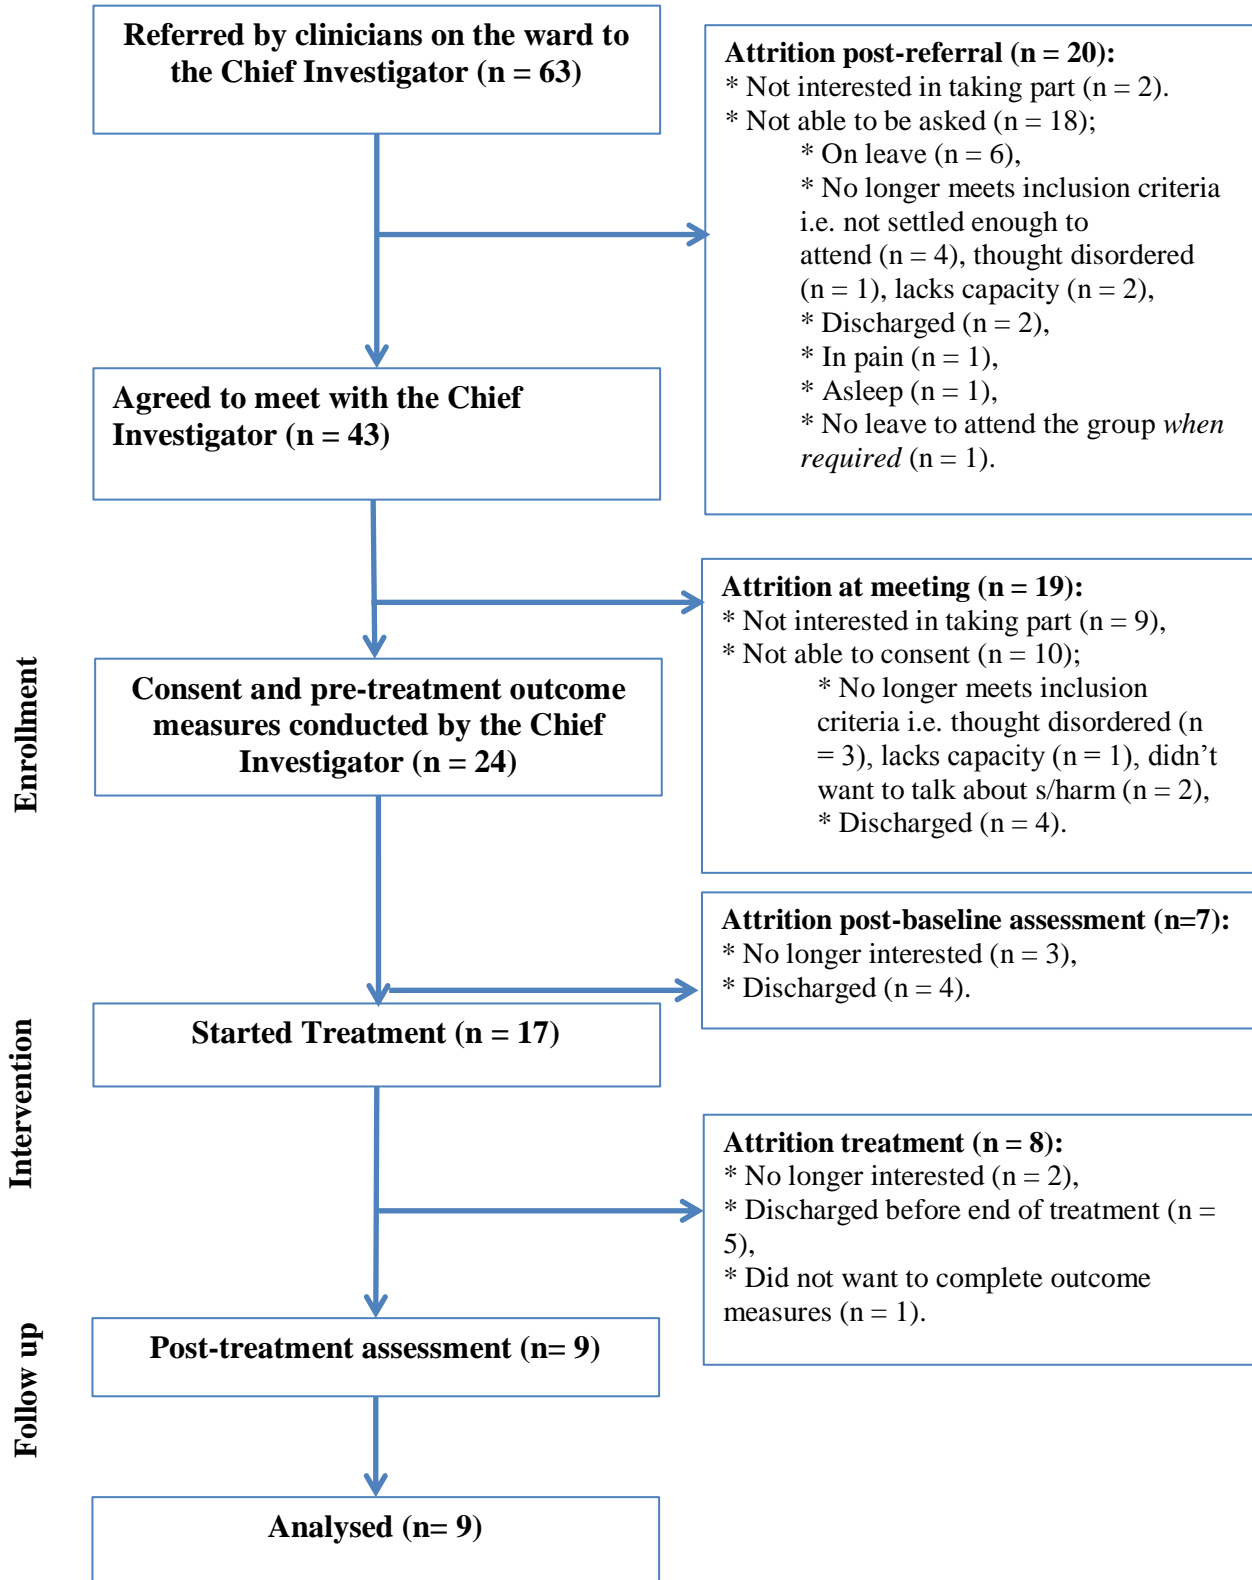 Referred by clinicians on the ward to
the Chief Investigator (n = 63)
Attrition post-referral (n = 20):
* Not interested in taking part (n = 2).
* Not able to be asked (n = 18);
* On leave (n = 6),
* No longer meets inclusion criteria
i.e. not settled enough to
attend (n = 4), thought disordered
(n = 1), lacks capacity (n = 2),
* Discharged (n = 2),
* In pain (n = 1),
* Asleep (n = 1),
* No leave to attend the group when
required (n = 1).
Agreed to meet with the Chief
Investigator (n = 43)
Attrition at meeting (n = 19):
* Not interested in taking part (n = 9),
* Not able to consent (n = 10);
* No longer meets inclusion
criteria i.e. thought disordered (n
= 3), lacks capacity (n = 1), didn’t
want to talk about s/harm (n = 2),
* Discharged (n = 4).
Enrollment
Consent and pre-treatment outcome
measures conducted by the Chief
Investigator (n = 24)
Attrition post-baseline assessment (n=7):
* No longer interested (n = 3),
* Discharged (n = 4).
Intervention
Started Treatment (n = 17)
Attrition treatment (n = 8):
* No longer interested (n = 2),
* Discharged before end of treatment (n =
5),
* Did not want to complete outcome
measures (n = 1).
Follow up
Post-treatment assessment (n= 9)
Analysed (n= 9)